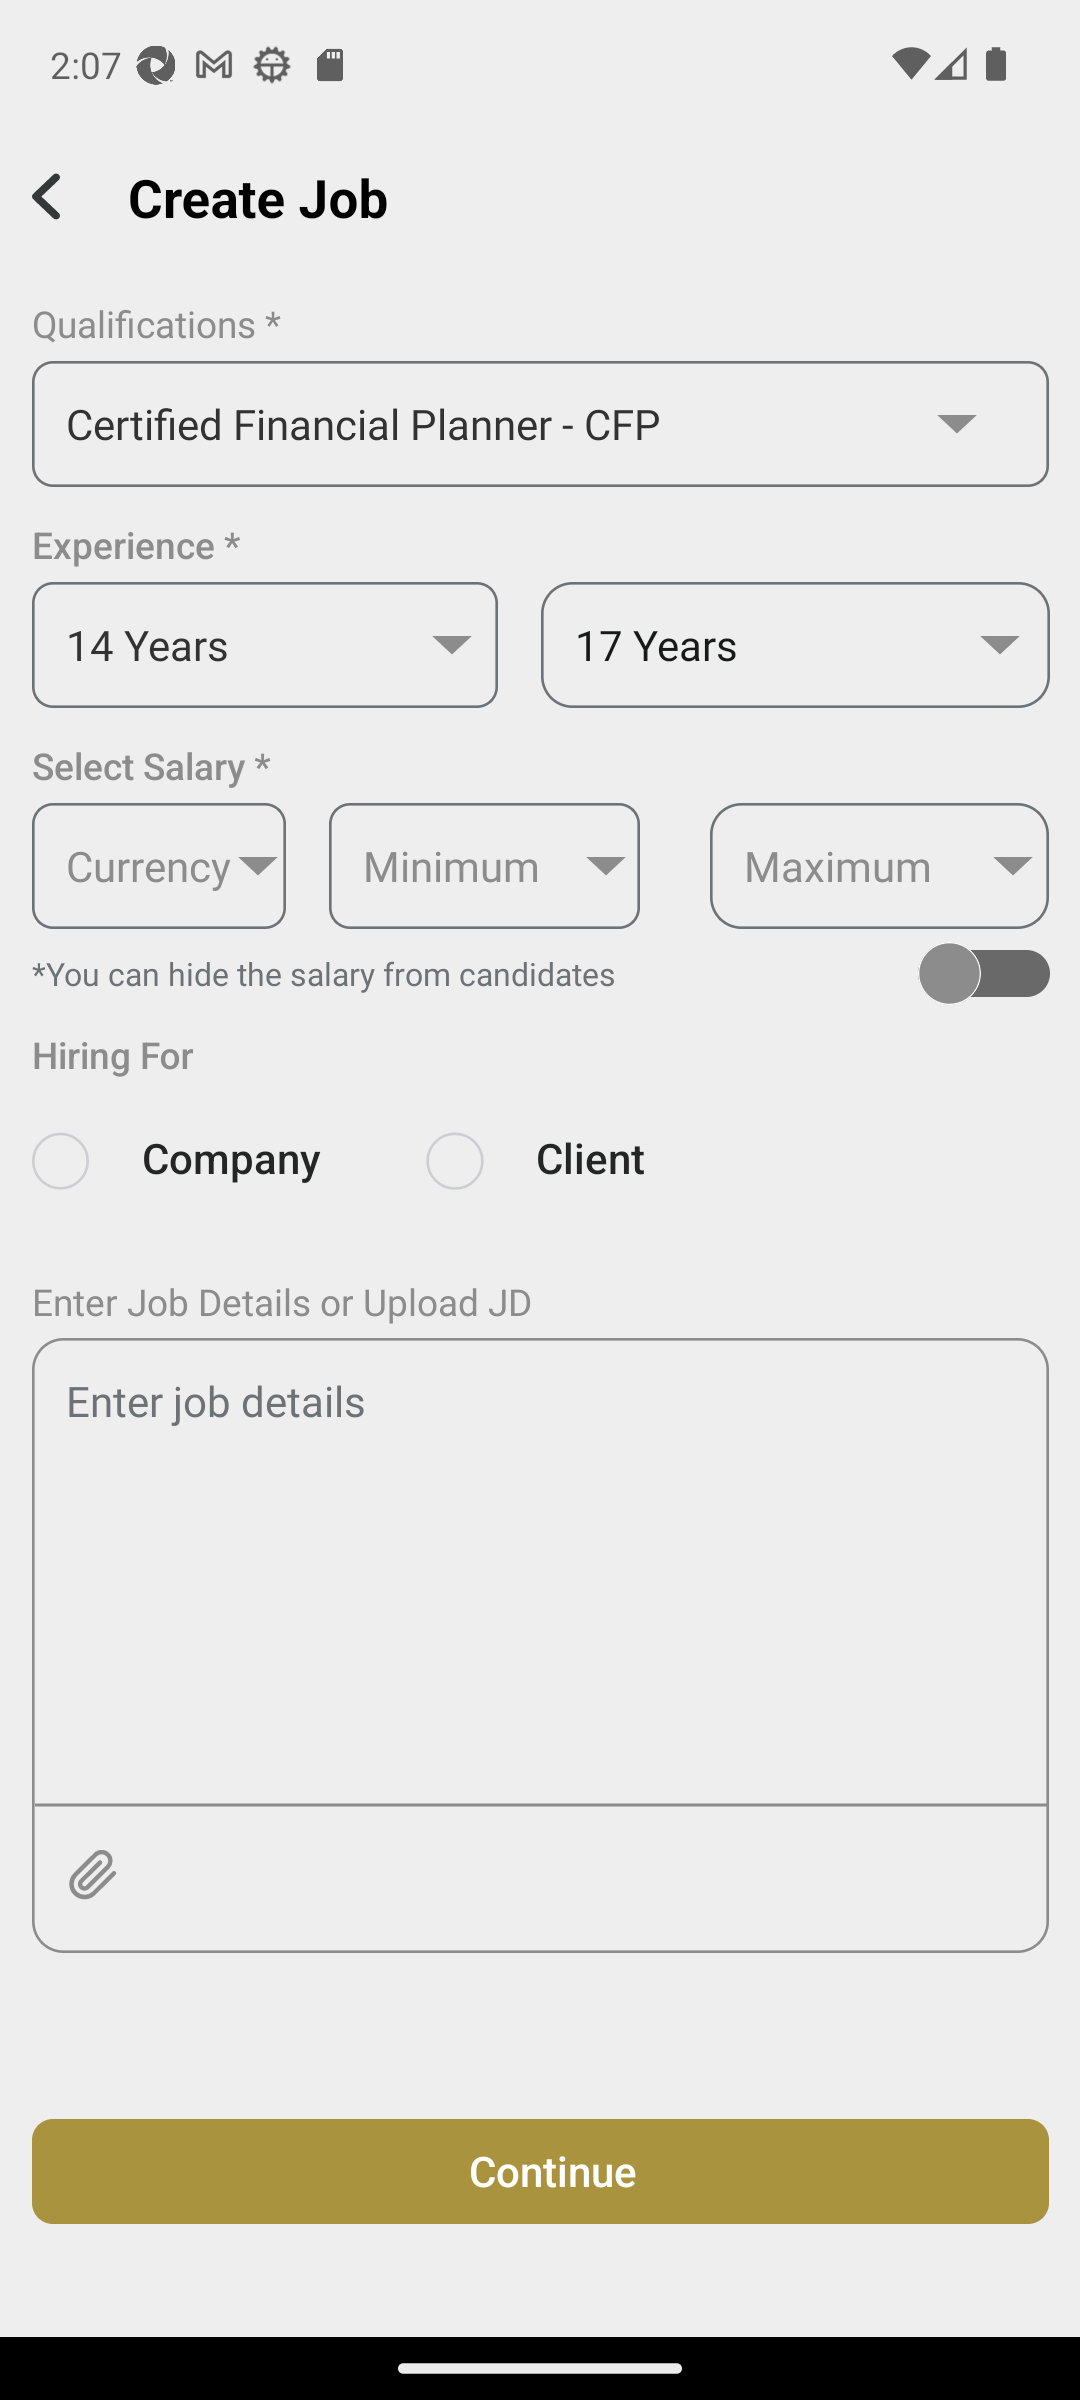 2:07
Create Job
Qualifications *
Certified Financial Planner - CFP
Experience *
14 Years 17 Years
Select Salary *
Currency Minimum Maximum
*You can hide the salary from candidates
Hiring For
Company Client
Enter Job Details or Upload JD
Enter job details
Continue